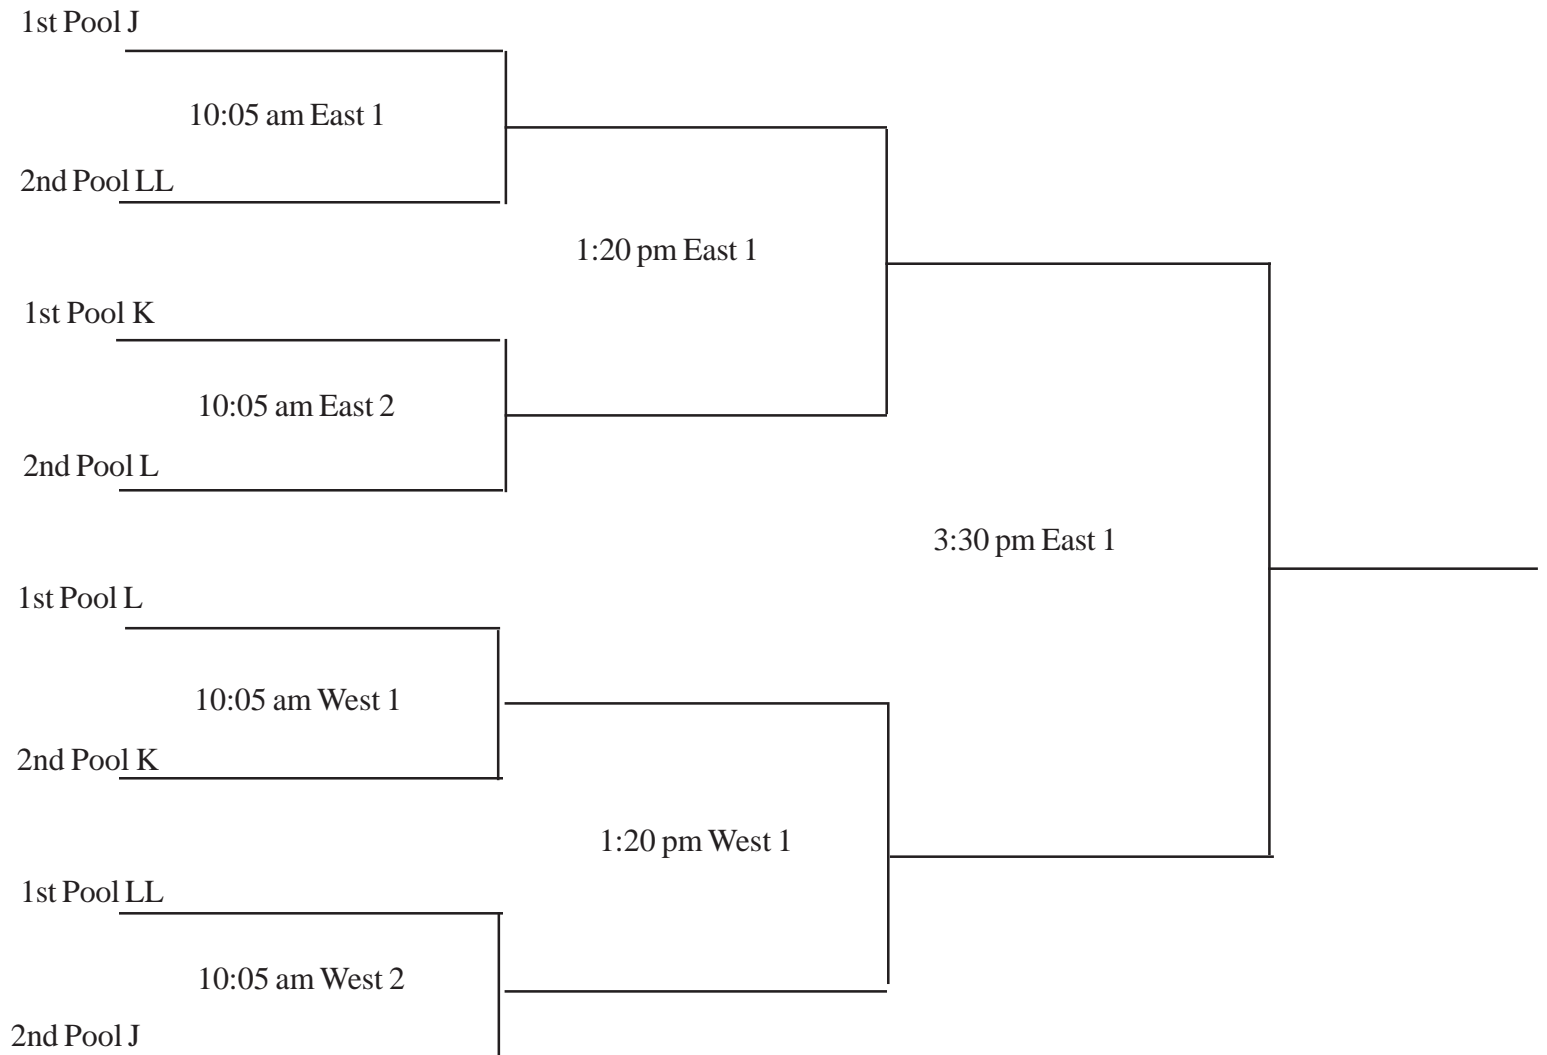 1st Pool J
10:05 am East 1
2nd Pool LL
1:20 pm East 1
1st Pool K
10:05 am East 2
2nd Pool L
3:30 pm East 1
1st Pool L
10:05 am West 1
2nd Pool K
1:20 pm West 1
1st Pool LL
10:05 am West 2
2nd Pool J